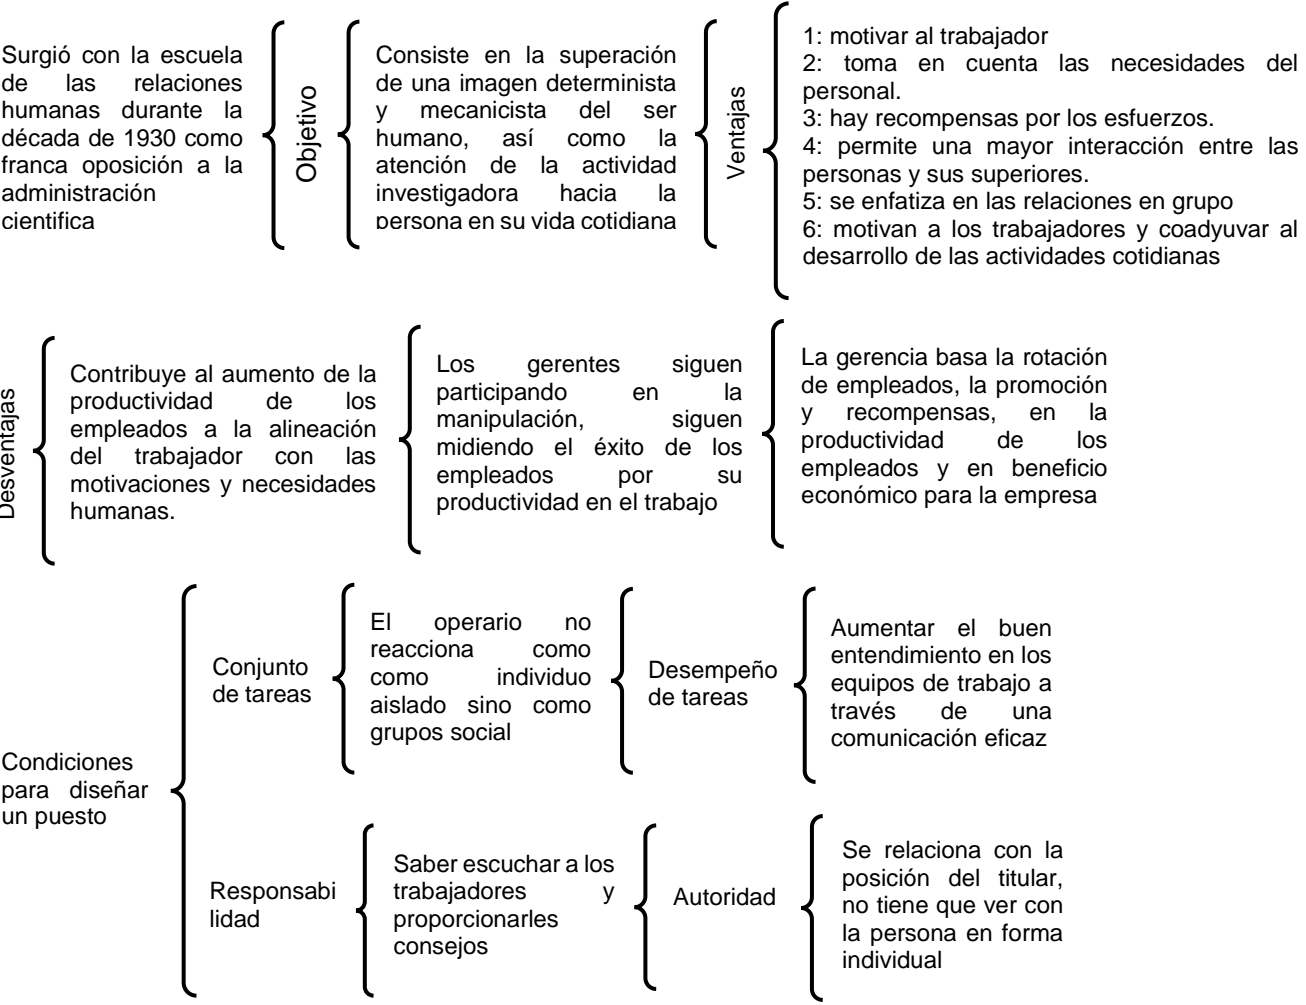 Surgió con la escuela
de las relaciones
humanas durante la
década de 1930 como
franca oposición a la
administración
cientifica
Objetivo
Consiste en la superación
de una imagen determinista
y mecanicista del ser
humano, así como la
atención de la actividad
investigadora hacia la
persona en su vida cotidiana
Ventajas
1: motivar al trabajador
2: toma en cuenta las necesidades del
personal.
3: hay recompensas por los esfuerzos.
4: permite una mayor interacción entre las
personas y sus superiores.
5: se enfatiza en las relaciones en grupo
6: motivan a los trabajadores y coadyuvar al
desarrollo de las actividades cotidianas
Desventajas
Contribuye al aumento de la
productividad de los
empleados a la alineación
del trabajador con las
motivaciones y necesidades
humanas.
Los gerentes siguen
participando en la
manipulación, siguen
midiendo el éxito de los
empleados por su
productividad en el trabajo
La gerencia basa la rotación
de empleados, la promoción
y recompensas, en la
productividad de los
empleados y en beneficio
económico para la empresa
Condiciones
para diseñar
un puesto
Conjunto
de tareas
El operario no
reacciona como
como individuo
aislado sino como
grupos social
Desempeño
de tareas
Aumentar el buen
entendimiento en los
equipos de trabajo a
través de una
comunicación eficaz
Responsabi
lidad
Saber escuchar a los
trabajadores y
proporcionarles
consejos
Autoridad
Se relaciona con la
posición del titular,
no tiene que ver con
la persona en forma
individual